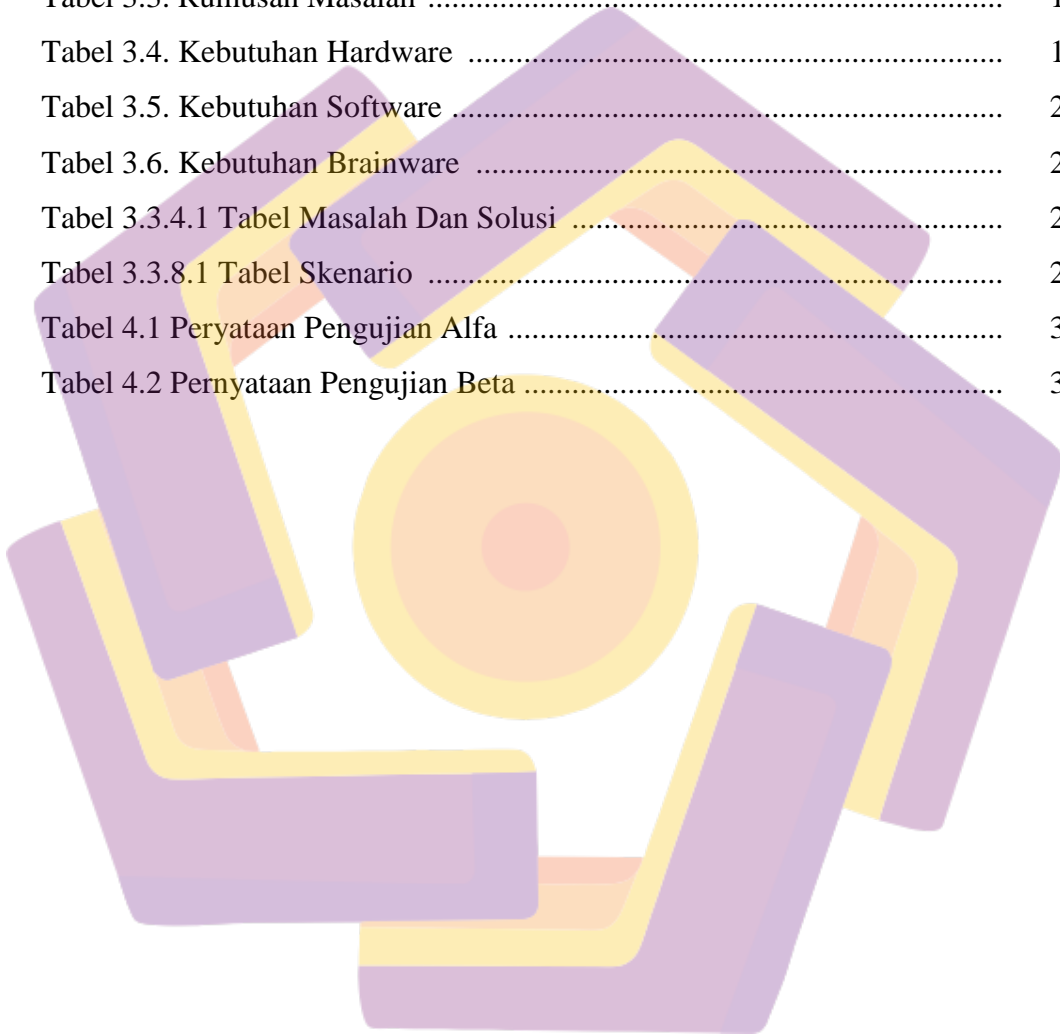 Tabel 3.3. Rumusan Masalah .......................................................................................... 1
Tabel 3.4. Kebutuhan Hardware .................................................................................... 1
Tabel 3.5. Kebutuhan Software ...................................................................................... 2
Tabel 3.6. Kebutuhan Brainware ................................................................................... 2
Tabel 3.3.4.1 Tabel Masalah Dan Solusi ....................................................................... 2
Tabel 3.3.8.1 Tabel Skenario .......................................................................................... 2
Tabel 4.1 Peryataan Pengujian Alfa ............................................................................... 3
Tabel 4.2 Pernyataan Pengujian Beta ............................................................................. 3